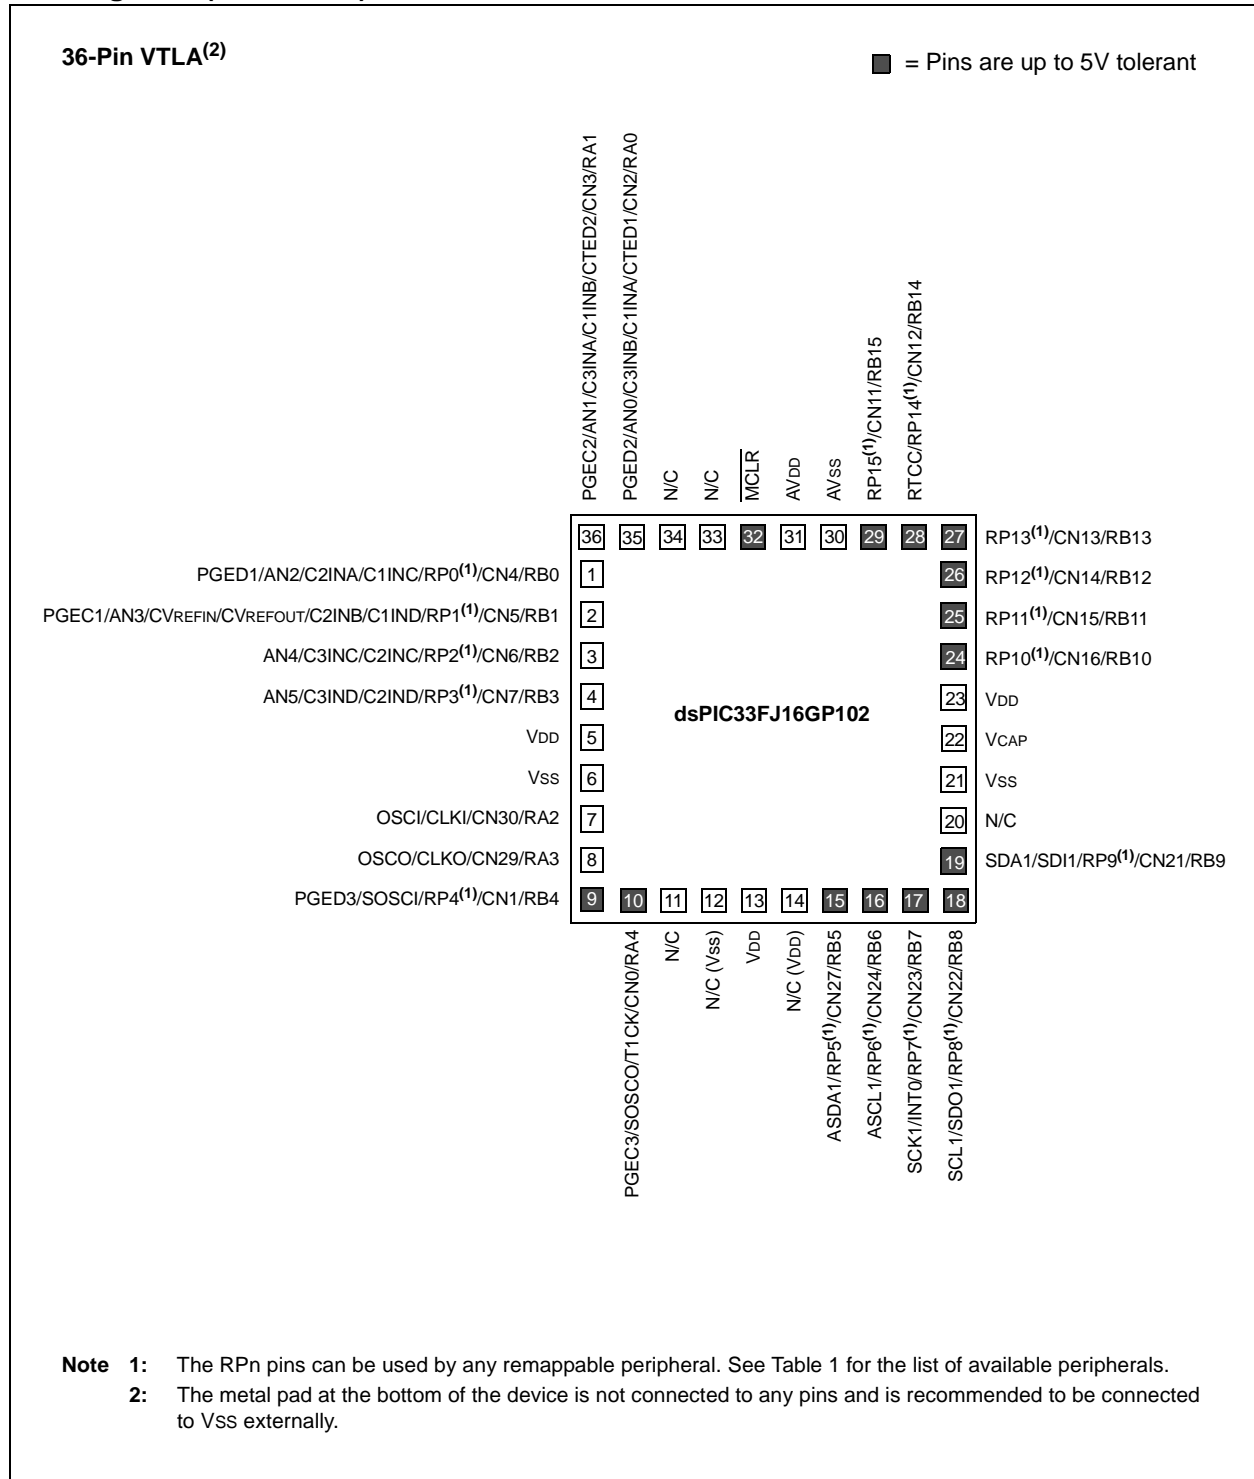 36-Pin VTLA(2)
= Pins are up to 5V tolerant
PGEC2/AN1/C3INA/C1INB/CTED2/CN3/RA1
PGED2/AN0/C3INB/C1INA/CTED1/CN2/RA0
N/C
N/C
MCLR
AVDD
AVSS
RP15(1)/CN11/RB15
RTCC/RP14(1)/CN12/RB14
36 35 34 33 32 31 30 29 28 27 RP13(1)/CN13/RB13
PGED1/AN2/C2INA/C1INC/RP0(1)/CN4/RB0 1
26 RP12(1)/CN14/RB12
PGEC1/AN3/CVREFIN/CVREFOUT/C2INB/C1IND/RP1(1)/CN5/RB1 2
25 RP11(1)/CN15/RB11
AN4/C3INC/C2INC/RP2(1)/CN6/RB2 3
24 RP10(1)/CN16/RB10
AN5/C3IND/C2IND/RP3(1)/CN7/RB3 4
23 VDD
dsPIC33FJ16GP102
VDD 5
22 VCAP
VSS 6
21 VSS
OSCI/CLKI/CN30/RA2 7
20 N/C
OSCO/CLKO/CN29/RA3 8
19 SDA1/SDI1/RP9(1)/CN21/RB9
PGED3/SOSCI/RP4(1)/CN1/RB4 9 10 11 12 13 14 15 16 17 18
PGEC3/SOSCO/T1CK/CN0/RA4
N/C
N/C (Vss)
VDD
N/C (VDD)
ASDA1/RP5(1)/CN27/RB5
ASCL1/RP6(1)/CN24/RB6
SCK1/INT0/RP7(1)/CN23/RB7
SCL1/SDO1/RP8(1)/CN22/RB8
Note 1: The RPn pins can be used by any remappable peripheral. See Table 1 for the list of available peripherals.
2: The metal pad at the bottom of the device is not connected to any pins and is recommended to be connected
to VSS externally.